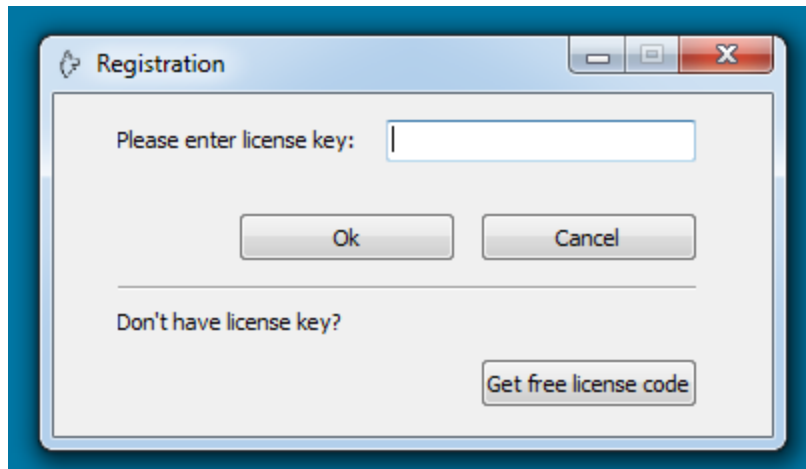 Registration
Please enter license key:
Ok Cancel
Don't have license key?
Get free license code